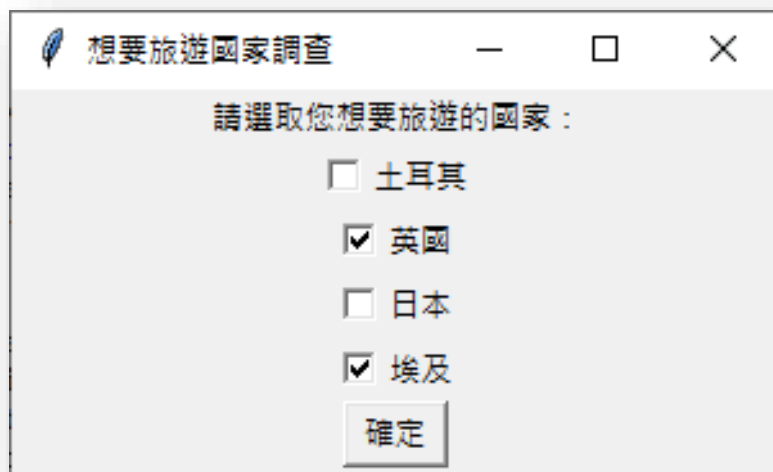 想要旅遊國家調查
請選取您想要旅遊的國家：
土耳其
英國
日本
埃及
確定